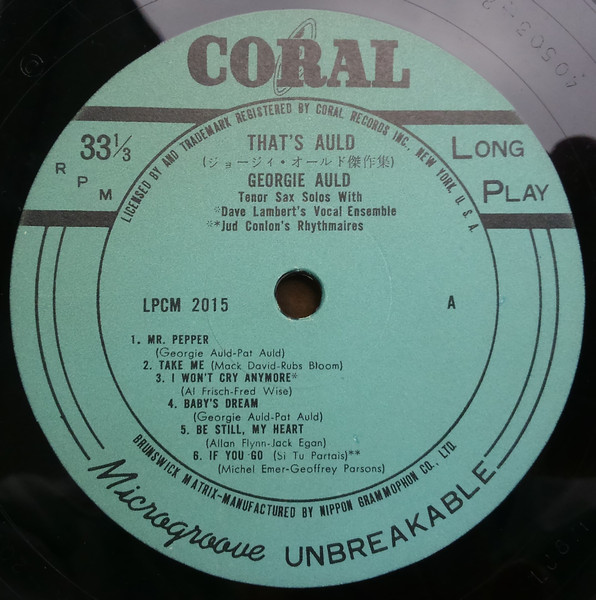 CORAL
LICENSED BY AND TRADEMARK REGISTERED BY CORAL RECORDS INC., NEW YORK, U. S. A.
33 1/3
RPM
LONG
PLAY
THAT'S AULD
(ジョージィ・オールド傑作集)
GEORGIE AULD
Tenor Sax Solos With
*Dave Lambert's Vocal Ensemble
**Jud Conlon's Rhythmaires
LPCM 2015
A
1. MR. PEPPER
(Georgie Auld-Pat Auld)
2. TAKE ME (Mack David-Rubs Bloom)
3. I WON'T CRY ANYMORE*
(Al Frisch-Fred Wise)
4. BABY'S DREAM
(Georgie Auld-Pat Auld)
5. BE STILL, MY HEART
(Allan Flynn-Jack Egan)
6. IF YOU GO (Si Tu Partais)**
(Michel Emer-Geoffrey Parsons)
BRUNSWICK MATRIX-MANUFACTURED BY NIPPON GRAMMOPHON CO., LTD.
Microgroove UNBREAKABLE